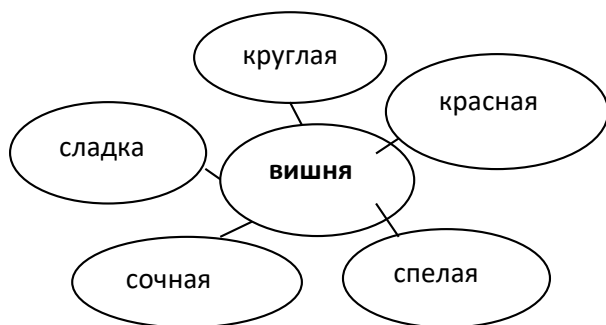 круглая
красная
сладка
вишня
сочная
спелая